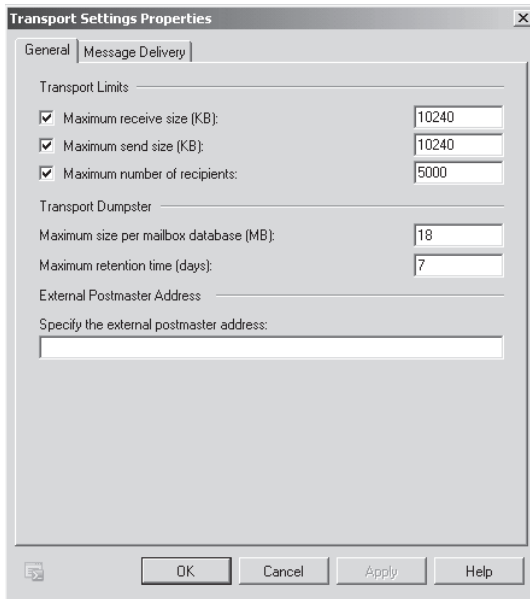 Transport Settings Properties
General
Message Delivery
Transport Limits
Maximum receive size (KB):
10240
Maximum send size (KB):
10240
Maximum number of recipients:
5000
Transport Dumpster
Maximum size per mailbox database (MB):
18
Maximum retention time (days):
7
External Postmaster Address
Specify the external postmaster address:
OK
Cancel
Apply
Help